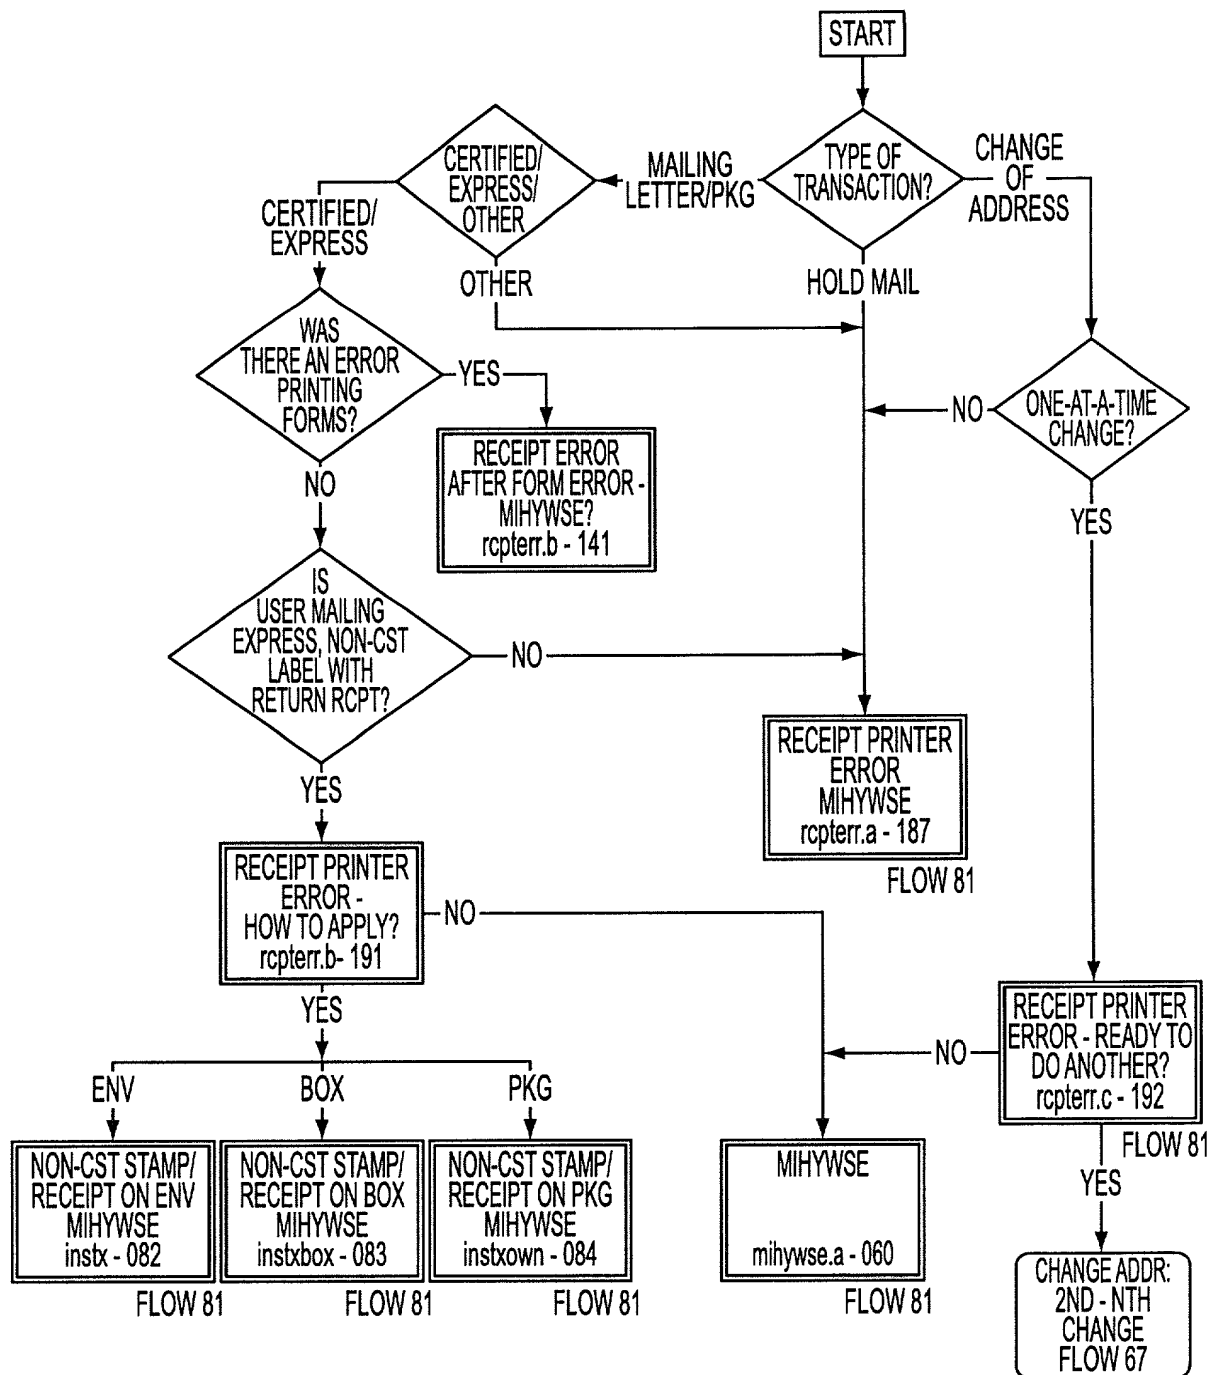 START
TYPE OF
TRANSACTION?
MAILING
LETTER/PKG
CHANGE
OF
ADDRESS
CERTIFIED/
EXPRESS/
OTHER
CERTIFIED/
EXPRESS
OTHER
HOLD MAIL
WAS
THERE AN ERROR
PRINTING
FORMS?
YES
NO
ONE-AT-A-TIME
CHANGE?
RECEIPT ERROR
AFTER FORM ERROR -
MIHYWSE?
rcpterr.b - 141
NO
YES
IS
USER MAILING
EXPRESS, NON-CST
LABEL WITH
RETURN RCPT?
NO
YES
RECEIPT PRINTER
ERROR
MIHYWSE
rcpterr.a - 187
FLOW 81
RECEIPT PRINTER
ERROR -
HOW TO APPLY?
rcpterr.b- 191
NO
YES
RECEIPT PRINTER
ERROR - READY TO
DO ANOTHER?
rcpterr.c - 192
FLOW 81
NO
YES
ENV
BOX
PKG
NON-CST STAMP/
RECEIPT ON ENV
MIHYWSE
instx - 082
FLOW 81
NON-CST STAMP/
RECEIPT ON BOX
MIHYWSE
instxbox - 083
FLOW 81
NON-CST STAMP/
RECEIPT ON PKG
MIHYWSE
instxown - 084
FLOW 81
MIHYWSE
mihywse.a - 060
FLOW 81
CHANGE ADDR:
2ND - NTH
CHANGE
FLOW 67